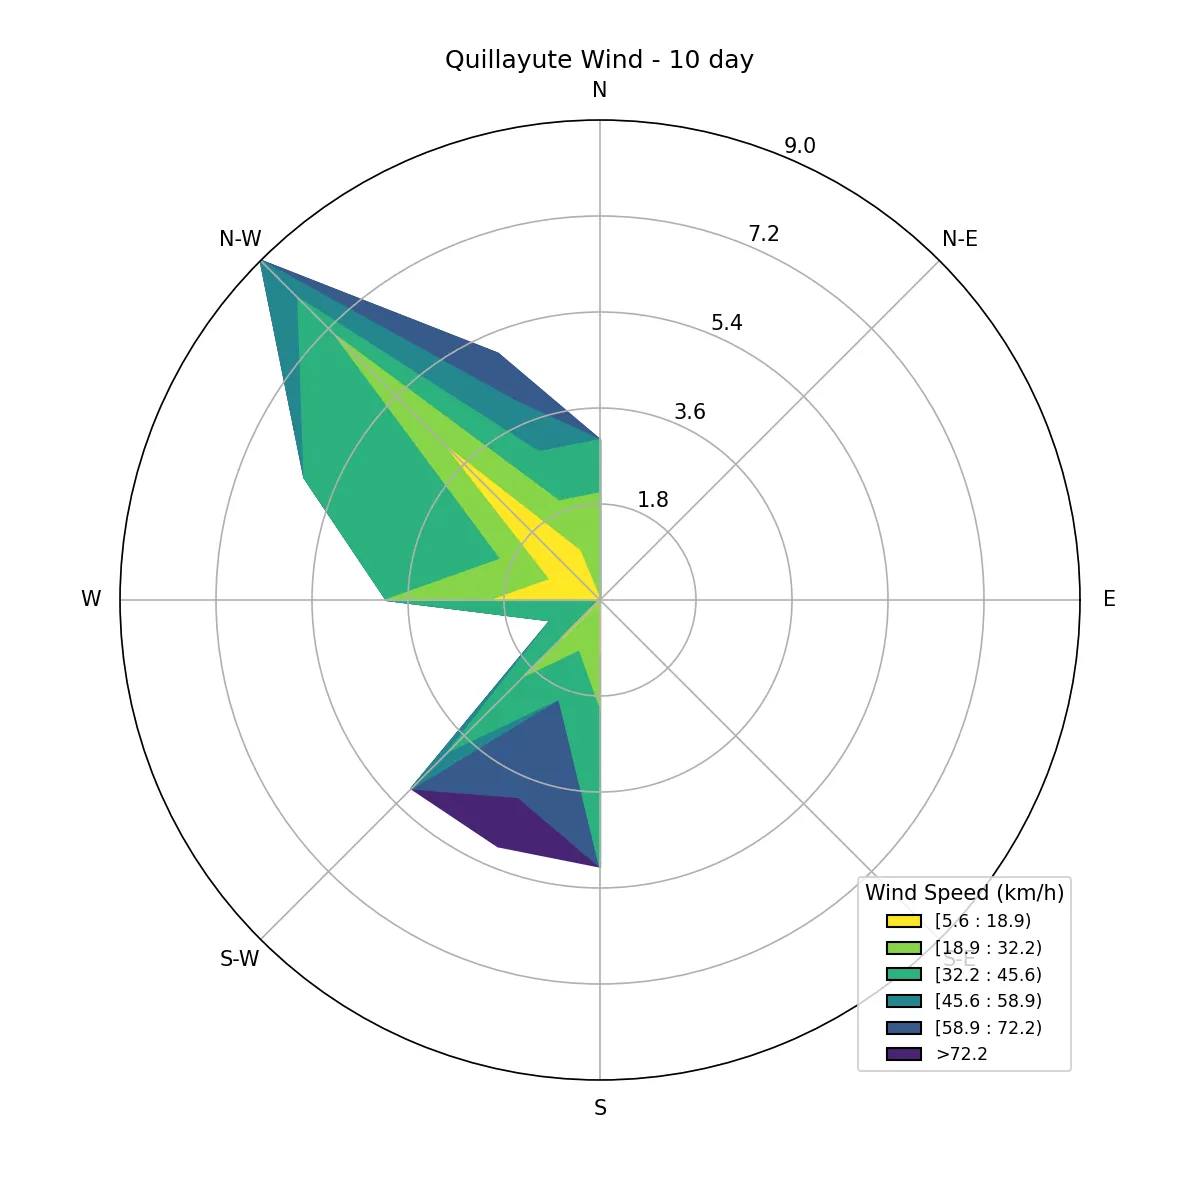 Quillayute Wind - 10 day
N
9.0
N-W
7.2
N-E
5.4
3.6
1.8
W
E
S-W
S-E
S
Wind Speed (km/h)
[5.6 : 18.9)
[18.9 : 32.2)
[32.2 : 45.6)
[45.6 : 58.9)
[58.9 : 72.2)
>72.2